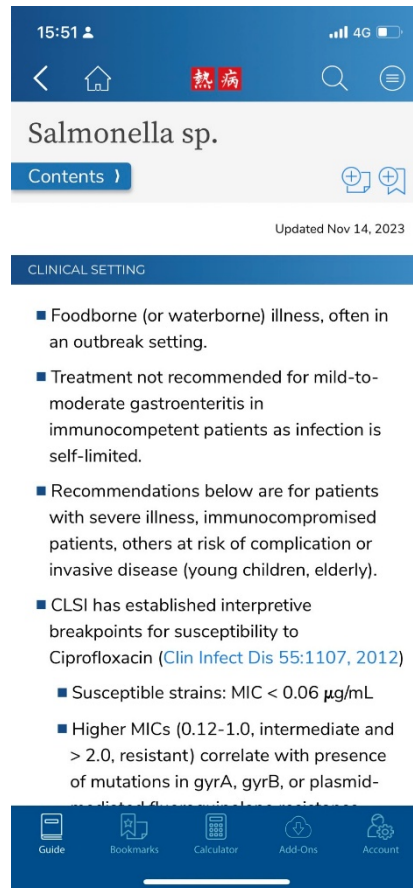 15:51
4G
熱病
Salmonella sp.
Contents
Updated Nov 14, 2023
CLINICAL SETTING
Foodborne (or waterborne) illness, often in
an outbreak setting.
Treatment not recommended for mild-to-
moderate gastroenteritis in
immunocompetent patients as infection is
self-limited.
Recommendations below are for patients
with severe illness, immunocompromised
patients, others at risk of complication or
invasive disease (young children, elderly).
CLSI has established interpretive
breakpoints for susceptibility to
Ciprofloxacin (Clin Infect Dis 55:1107, 2012)
Susceptible strains: MIC < 0.06 μg/mL
Higher MICs (0.12-1.0, intermediate and
> 2.0, resistant) correlate with presence
of mutations in gyrA, gyrB, or plasmid-
Guide
Bookmarks
Calculator
Add-Ons
Account